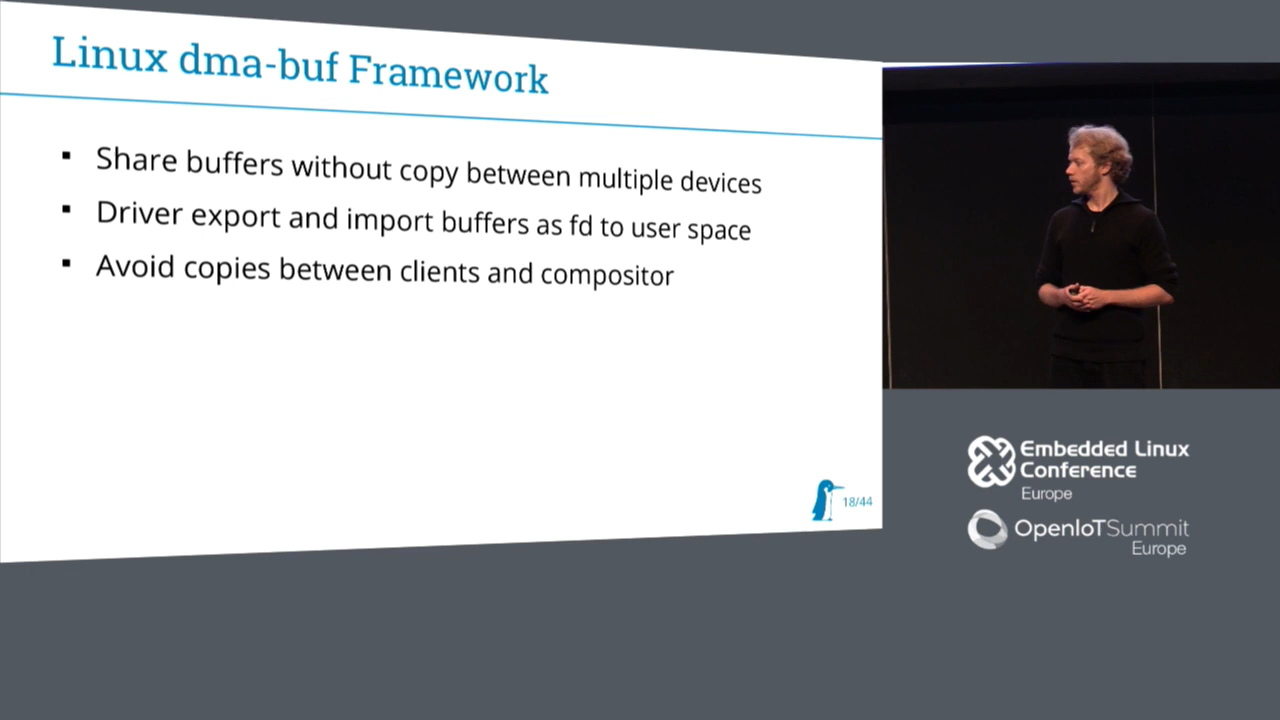 Linux dma-buf Framework
▪ Share buffers without copy between multiple devices
▪ Driver export and import buffers as fd to user space
▪ Avoid copies between clients and compositor
18/44
Embedded Linux
Conference
Europe
OpenIoTSummit
Europe